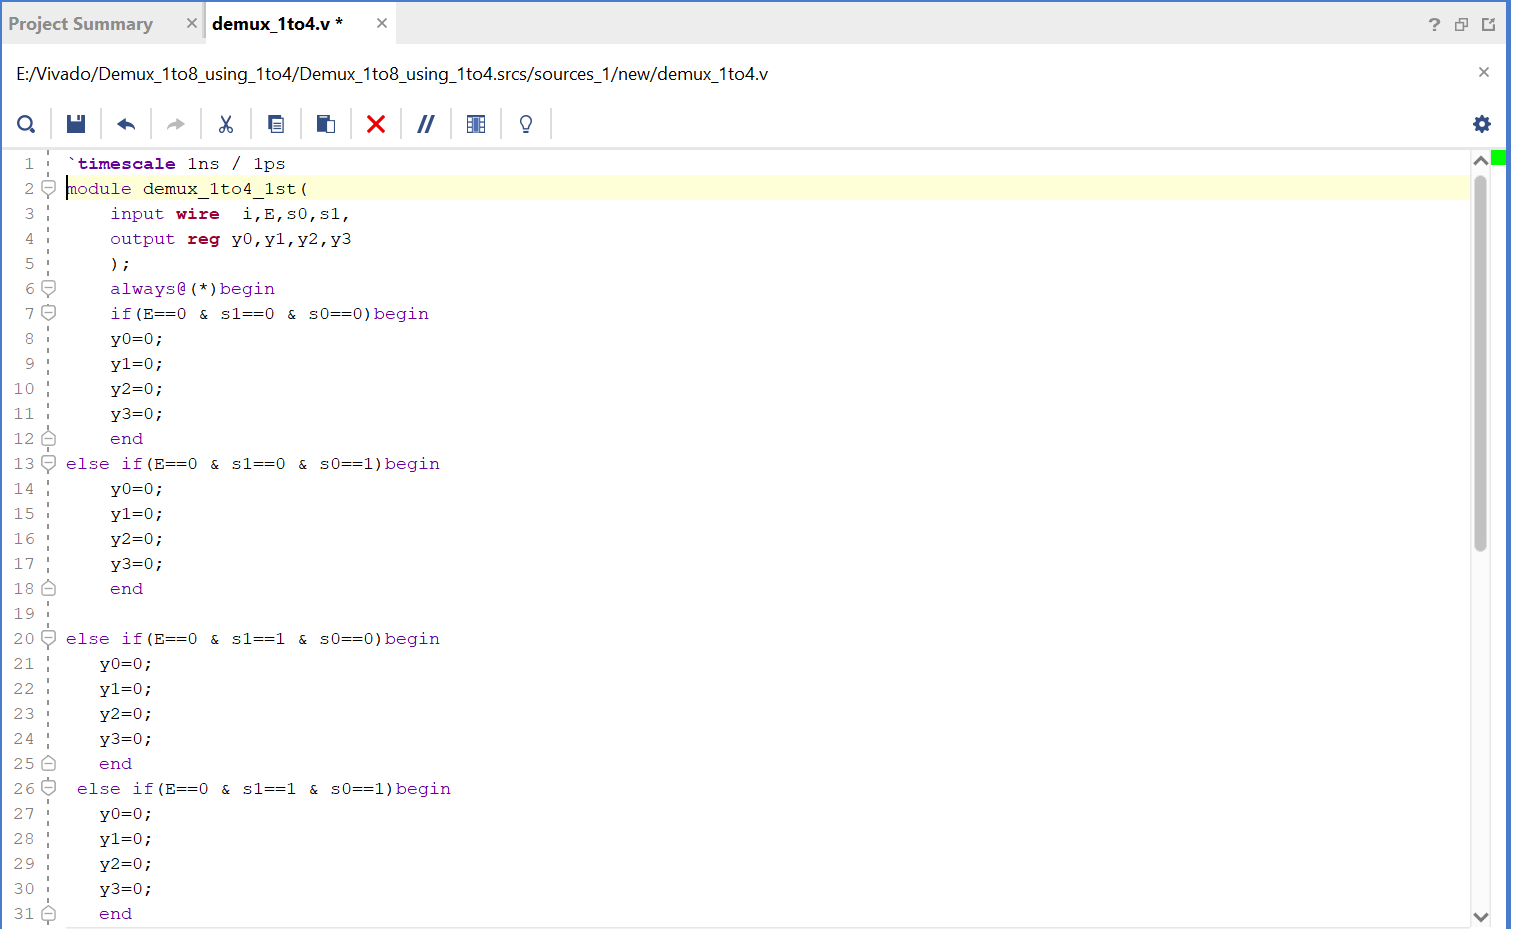 Project Summary × demux_1to4.v * ×
E:/Vivado/Demux_1to8_using_1to4/Demux_1to8_using_1to4.srcs/sources_1/new/demux_1to4.v
1 `timescale 1ns / 1ps
2 module demux_1to4_1st(
3 input wire  i,E,s0,s1,
4 output reg y0,y1,y2,y3
5 );
6 always@(*)begin
7 if(E==0 & s1==0 & s0==0)begin
8 y0=0;
9 y1=0;
10 y2=0;
11 y3=0;
12 end
13 else if(E==0 & s1==0 & s0==1)begin
14 y0=0;
15 y1=0;
16 y2=0;
17 y3=0;
18 end
19
20 else if(E==0 & s1==1 & s0==0)begin
21 y0=0;
22 y1=0;
23 y2=0;
24 y3=0;
25 end
26 else if(E==0 & s1==1 & s0==1)begin
27 y0=0;
28 y1=0;
29 y2=0;
30 y3=0;
31 end